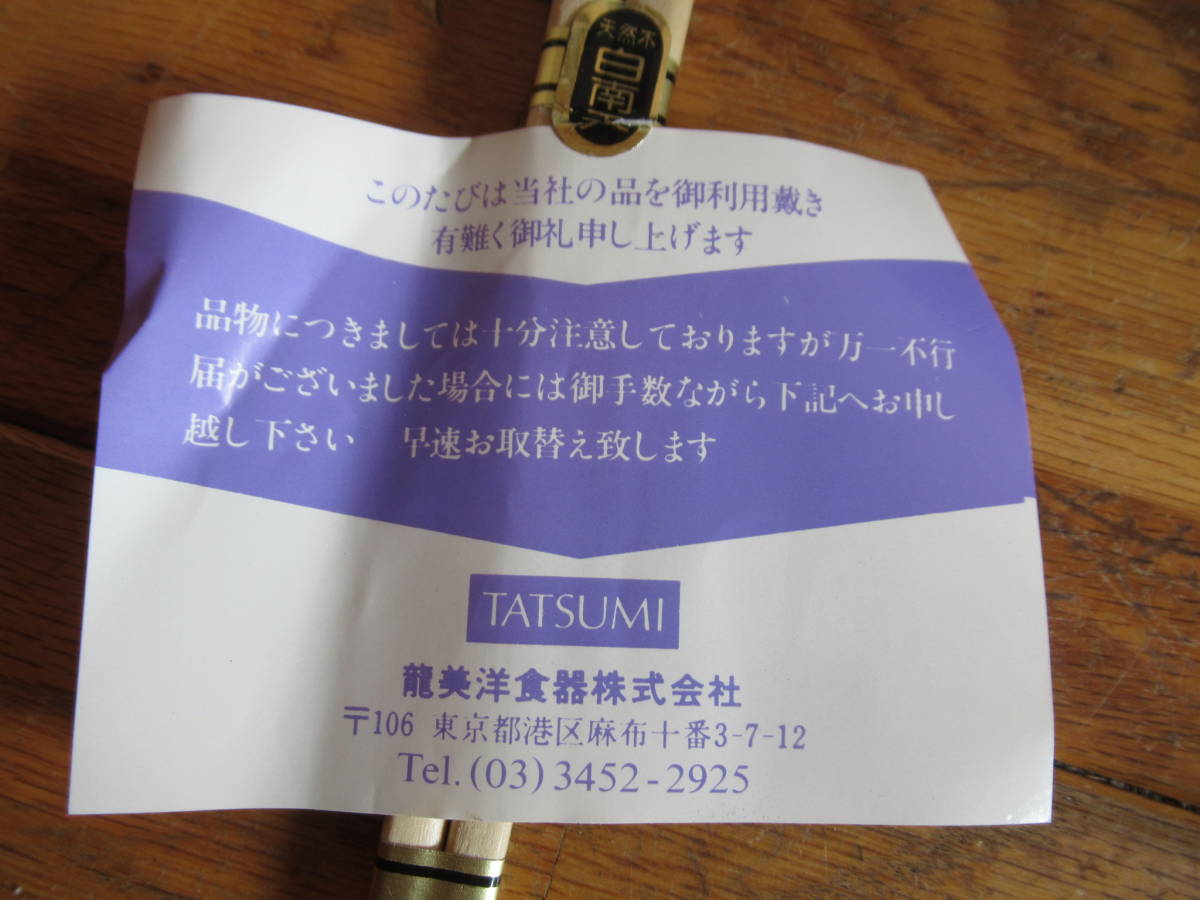 天然木
白南天
このたびは当社の品を御利用戴き
有難く御礼申し上げます
品物につきましては十分注意しておりますが万一不行
届がございました場合には御手数ながら下記へお申し
越し下さい　早速お取替え致します
TATSUMI
龍美洋食器株式会社
〒106 東京都港区麻布十番3-7-12
Tel. (03) 3452-2925